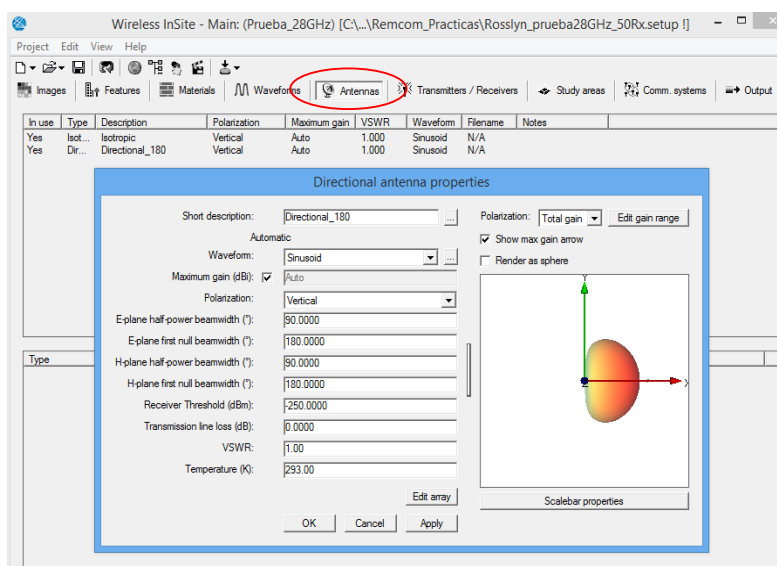 Wireless InSite - Main: (Prueba_28GHz) [C:\...\Remcom_Practicas\Rosslyn_prueba28GHz_50Rx.setup !]
Project Edit View Help
Images Features Materials Waveforms Antennas Transmitters / Receivers Study areas Comm. systems Output
In use Type Description Polarization Maximum gain VSWR Waveform Filename Notes
Yes Isot... Isotropic Vertical Auto 1.000 Sinusoid N/A
Yes Dir... Directional_180 Vertical Auto 1.000 Sinusoid N/A
Directional antenna properties
Short description: Directional_180 ...
Automatic
Waveform: Sinusoid ...
Maximum gain (dBi): Auto
Polarization: Vertical
E-plane half-power beamwidth (°): 90.0000
E-plane first null beamwidth (°): 180.0000
H-plane half-power beamwidth (°): 90.0000
H-plane first null beamwidth (°): 180.0000
Receiver Threshold (dBm): -250.0000
Transmission line loss (dB): 0.0000
VSWR: 1.00
Temperature (K): 293.00
Edit array
OK Cancel Apply
Polarization: Total gain Edit gain range
Show max gain arrow
Render as sphere
Y
Scalebar properties
Type